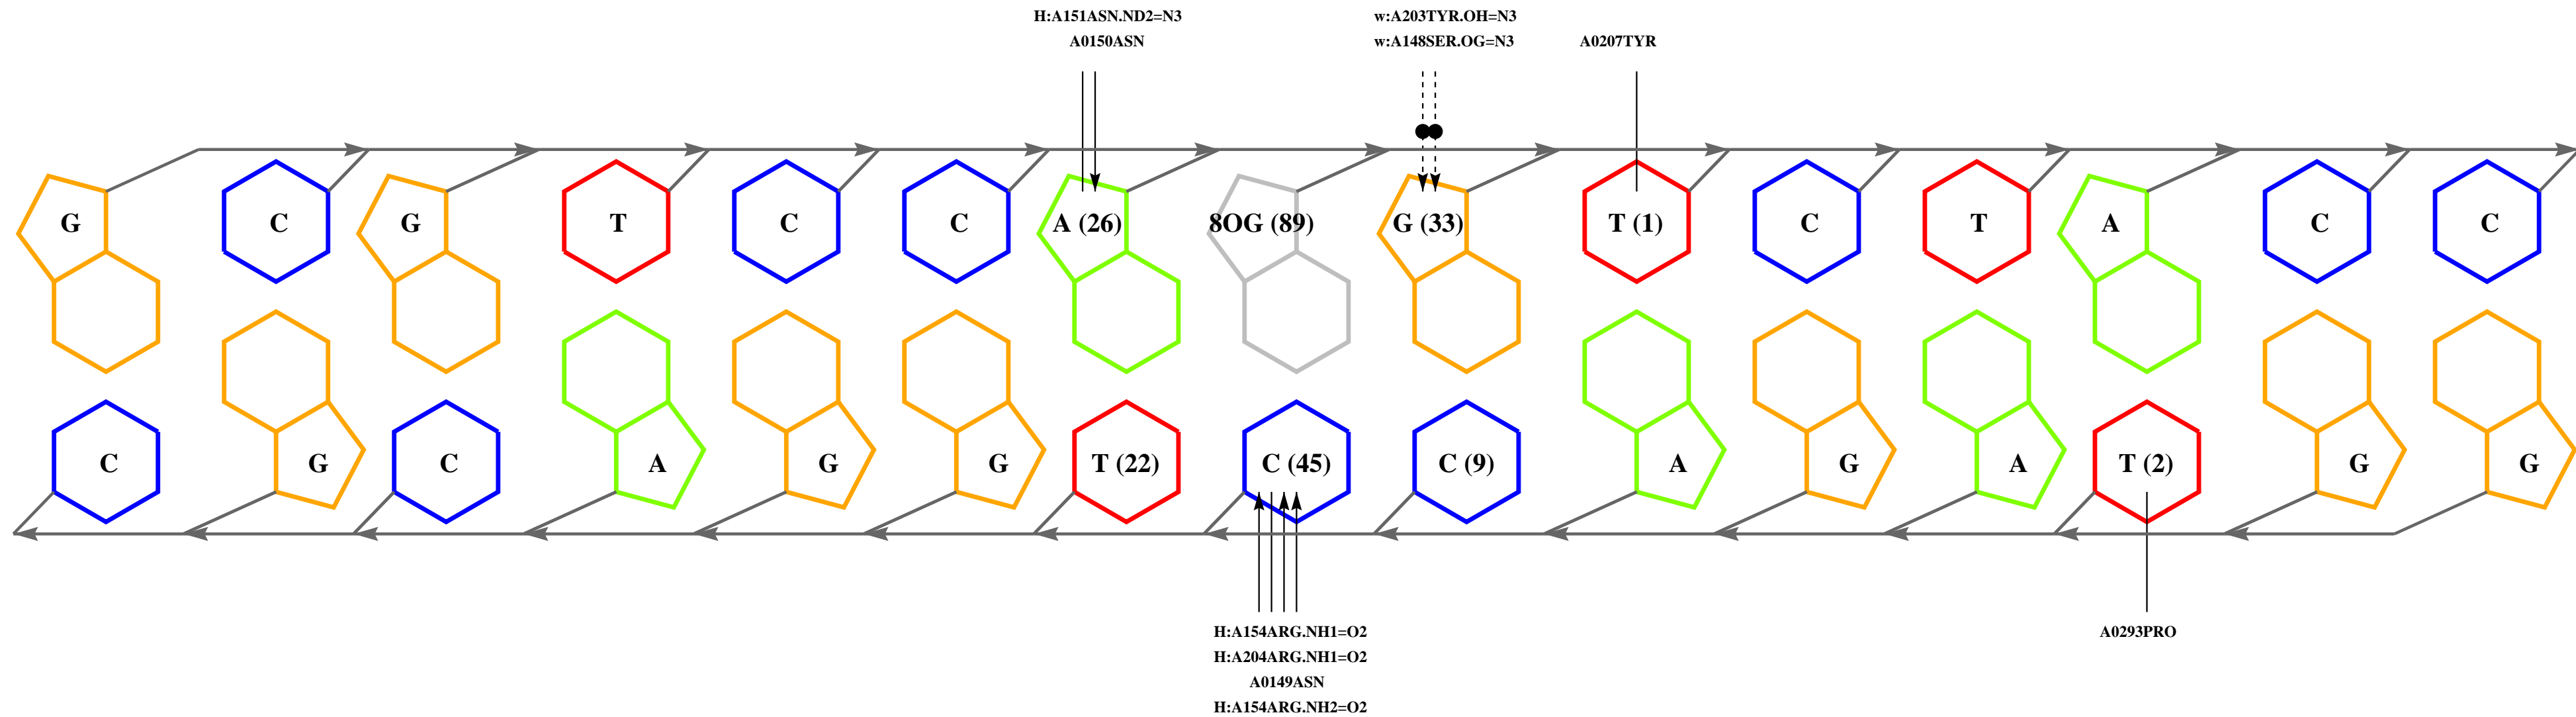 H:A151ASN.ND2=N3
A0150ASN
w:A203TYR.OH=N3
w:A148SER.OG=N3
A0207TYR
G C G T C C A (26) 8OG (89) G (33) T (1) C T A C C
C G C A G G T (22) C (45) C (9) A G A T (2) G G
H:A154ARG.NH1=O2
H:A204ARG.NH1=O2
A0149ASN
H:A154ARG.NH2=O2
A0293PRO